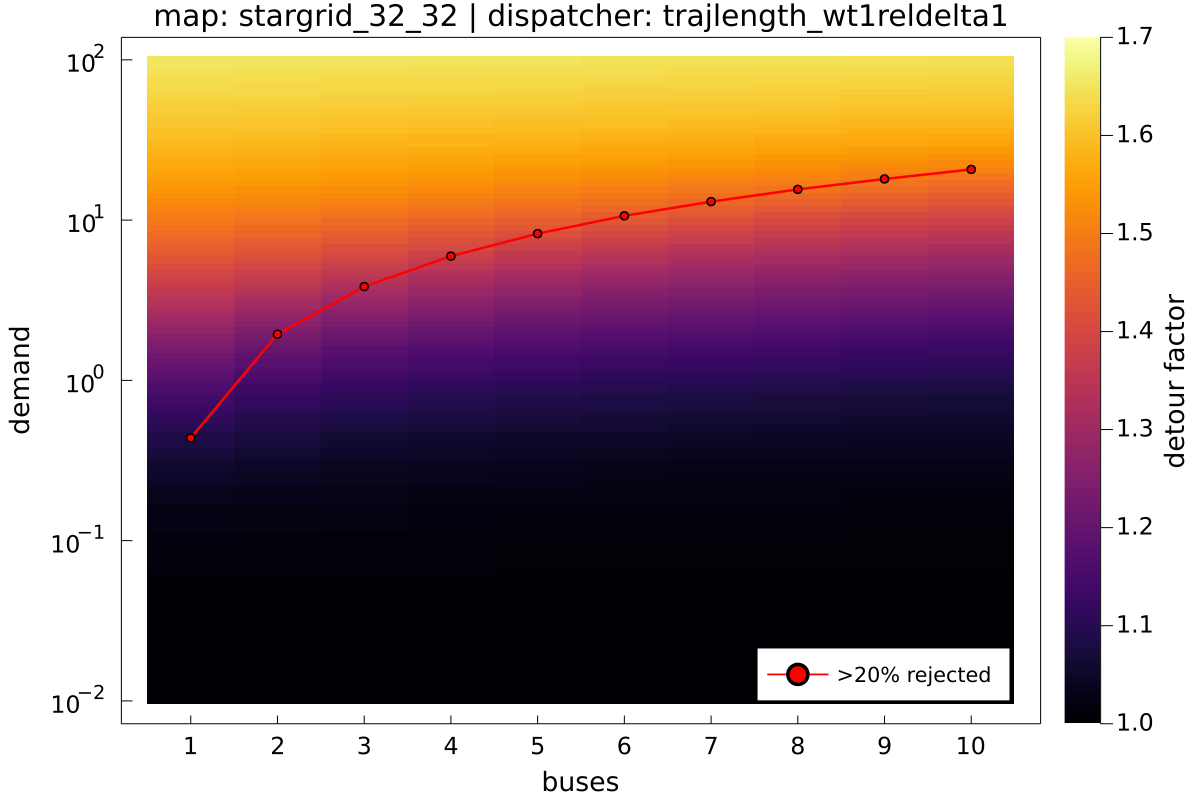 map: stargrid_32_32 | dispatcher: trajlength_wt1reldelta1
demand
10²
10¹
10⁰
10⁻¹
10⁻²
>20% rejected
1 2 3 4 5 6 7 8 9 10
buses
1.7
1.6
1.5
1.4
1.3
1.2
1.1
1.0
detour factor